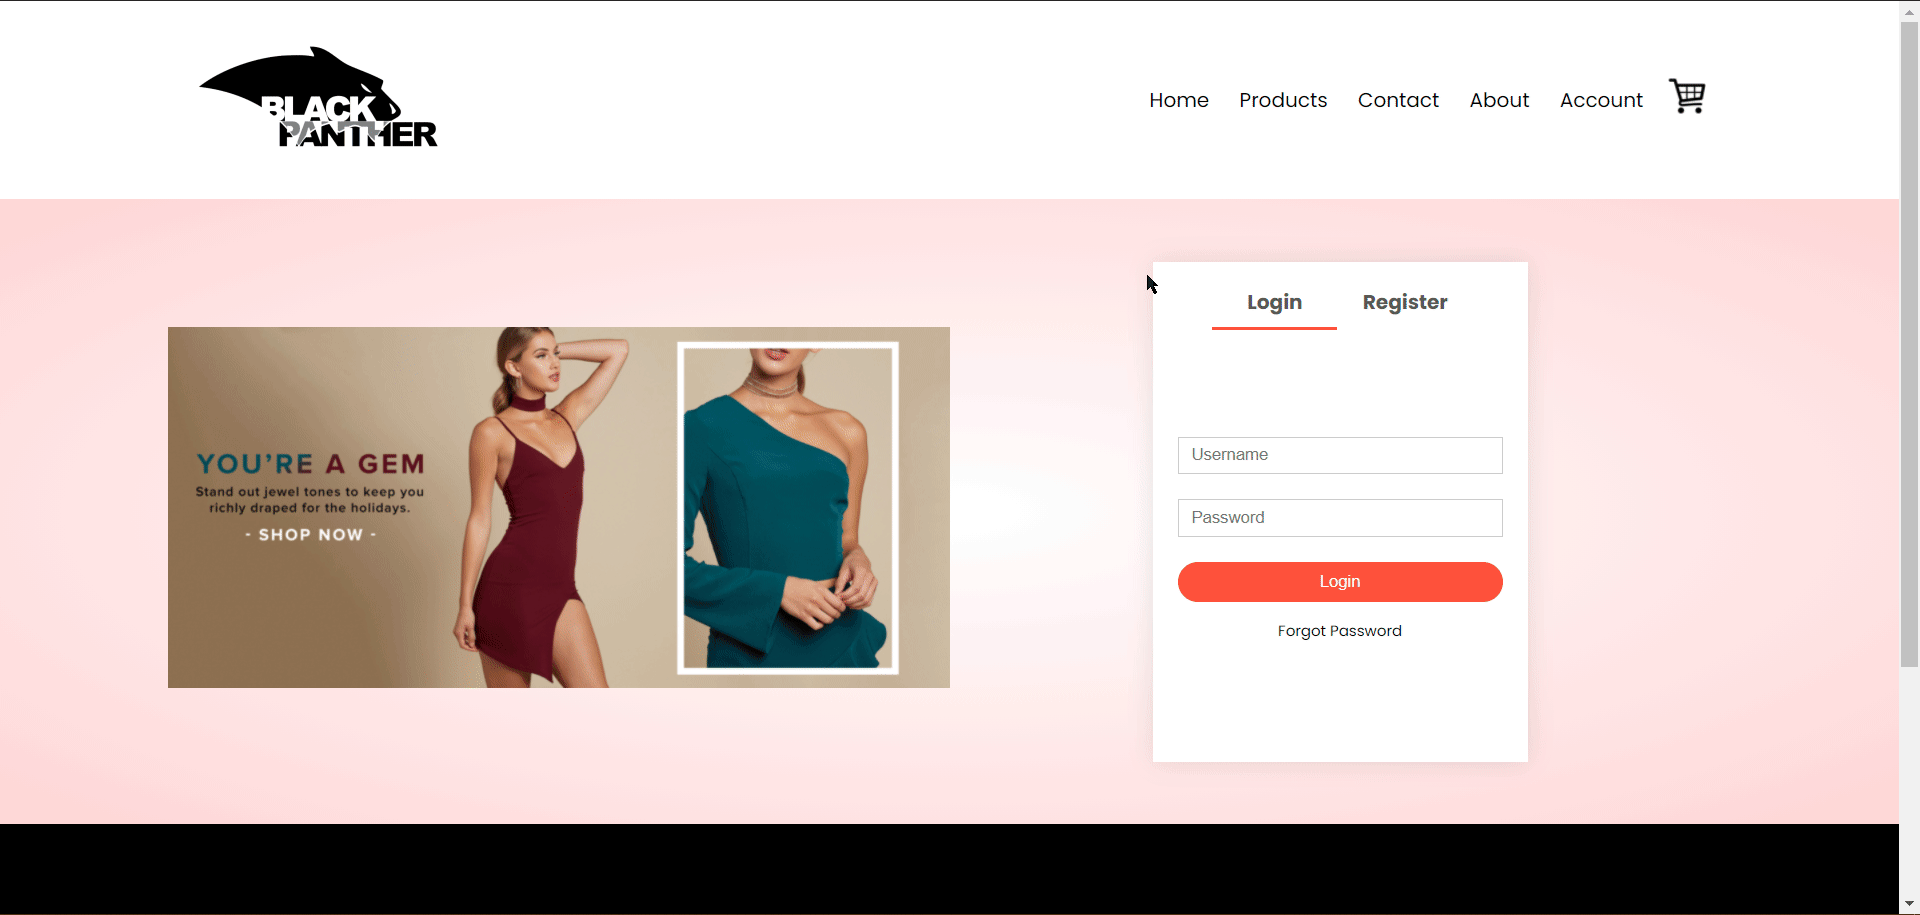 BLACK
PANTHER
Home Products Contact About Account
Login Register
YOU'RE A GEM
Stand out jewel tones to keep you
richly draped for the holidays.
- SHOP NOW -
Username
Password
Login
Forgot Password